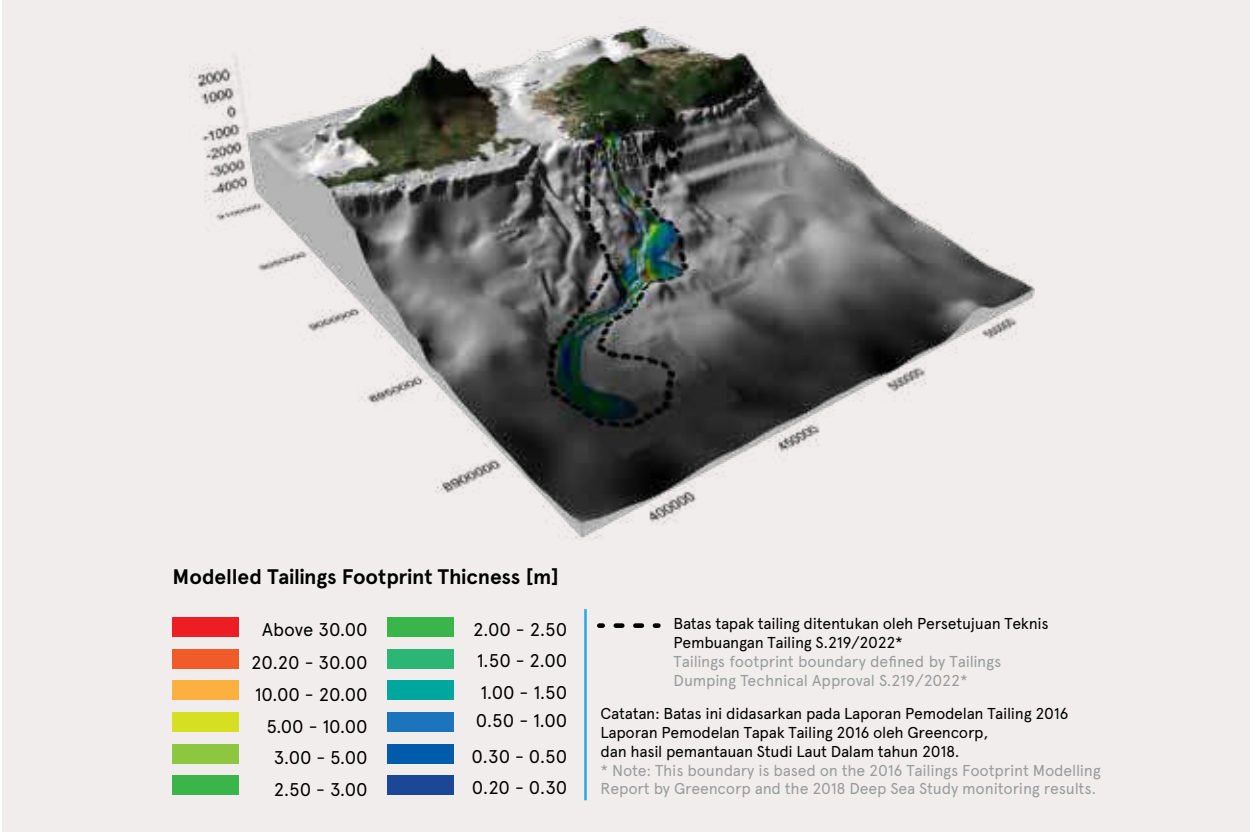 2000
1000
0
-1000
-2000
-3000
-4000
9000000
8950000
8900000
400000
450000
500000
Modelled Tailings Footprint Thicness [m]
Above 30.00
20.20 - 30.00
10.00 - 20.00
5.00 - 10.00
3.00 - 5.00
2.50 - 3.00
2.00 - 2.50
1.50 - 2.00
1.00 - 1.50
0.50 - 1.00
0.30 - 0.50
0.20 - 0.30
Batas tapak tailing ditentukan oleh Persetujuan Teknis
Pembuangan Tailing S.219/2022*
Tailings footprint boundary defined by Tailings
Dumping Technical Approval S.219/2022*
Catatan: Batas ini didasarkan pada Laporan Pemodelan Tailing 2016
Laporan Pemodelan Tapak Tailing 2016 oleh Greencorp,
dan hasil pemantauan Studi Laut Dalam tahun 2018.
* Note: This boundary is based on the 2016 Tailings Footprint Modelling
Report by Greencorp and the 2018 Deep Sea Study monitoring results.